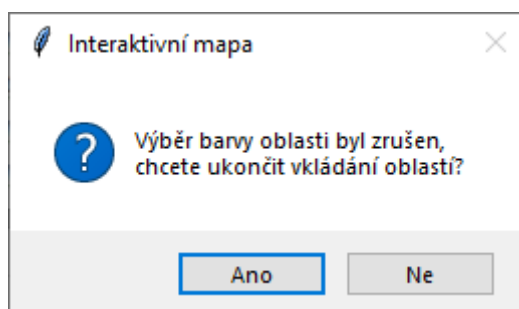 Interaktivní mapa
Výběr barvy oblasti byl zrušen,
chcete ukončit vkládání oblastí?
Ano
Ne